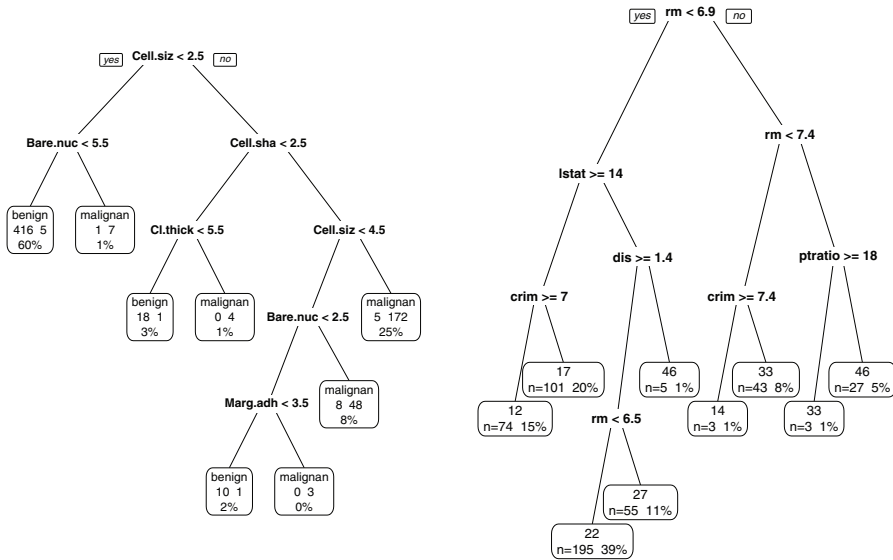 yes Cell.siz < 2.5 no
Bare.nuc < 5.5
Cell.sha < 2.5
benign
416 5
60%
malignan
1 7
1%
Cl.thick < 5.5
Cell.siz < 4.5
benign
18 1
3%
malignan
0 4
1%
Bare.nuc < 2.5
malignan
5 172
25%
Marg.adh < 3.5
malignan
8 48
8%
benign
10 1
2%
malignan
0 3
0%
yes rm < 6.9 no
lstat >= 14
rm < 7.4
crim >= 7
dis >= 1.4
crim >= 7.4
ptratio >= 18
12
n=74 15%
17
n=101 20%
rm < 6.5
46
n=5 1%
14
n=3 1%
33
n=43 8%
33
n=3 1%
46
n=27 5%
22
n=195 39%
27
n=55 11%